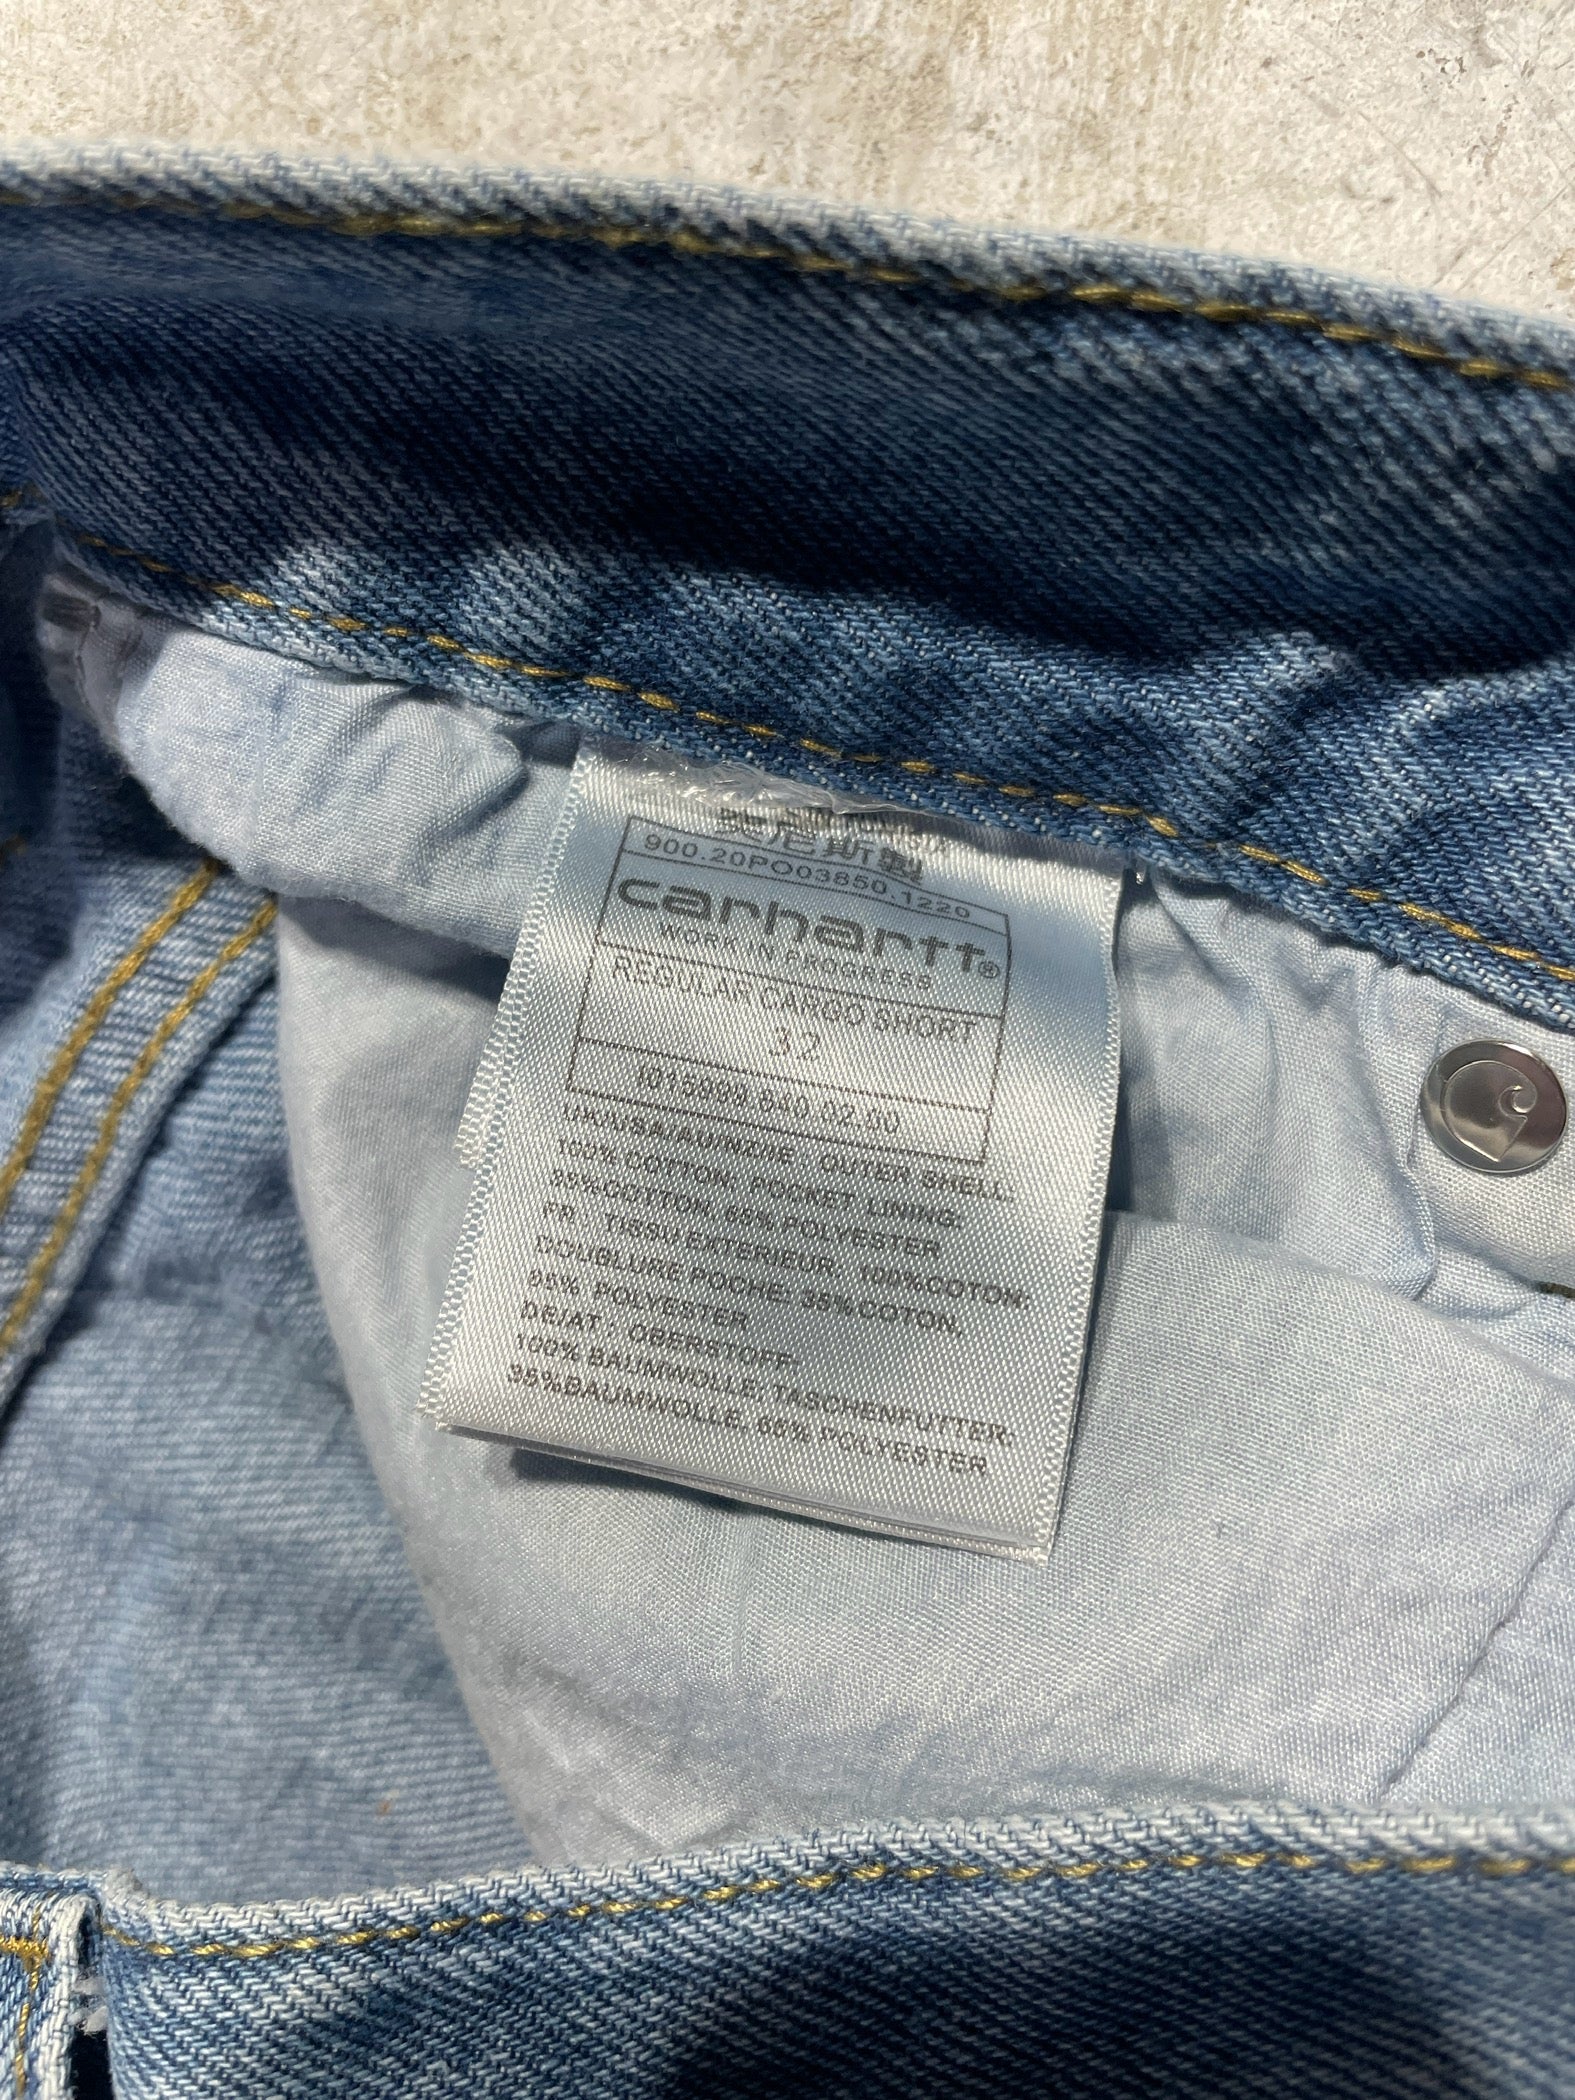 900.20PO03850.1220
carhartt®
WORK IN PROGRESS
REGULAR CARGO SHORT
32
UK/USA/AU/NZ/IE OUTER SHELL:
100% COTTON; POCKET LINING:
35%COTTON, 65% POLYESTER
FR : TISSU EXTERIEUR: 100%COTON;
DOUBLURE POCHE: 35% COTON,
65% POLYESTER
DE/AT : OBERSTOFF:
100% BAUMWOLLE; TASCHENFUTTER:
35%BAUMWOLLE, 65% POLYESTER